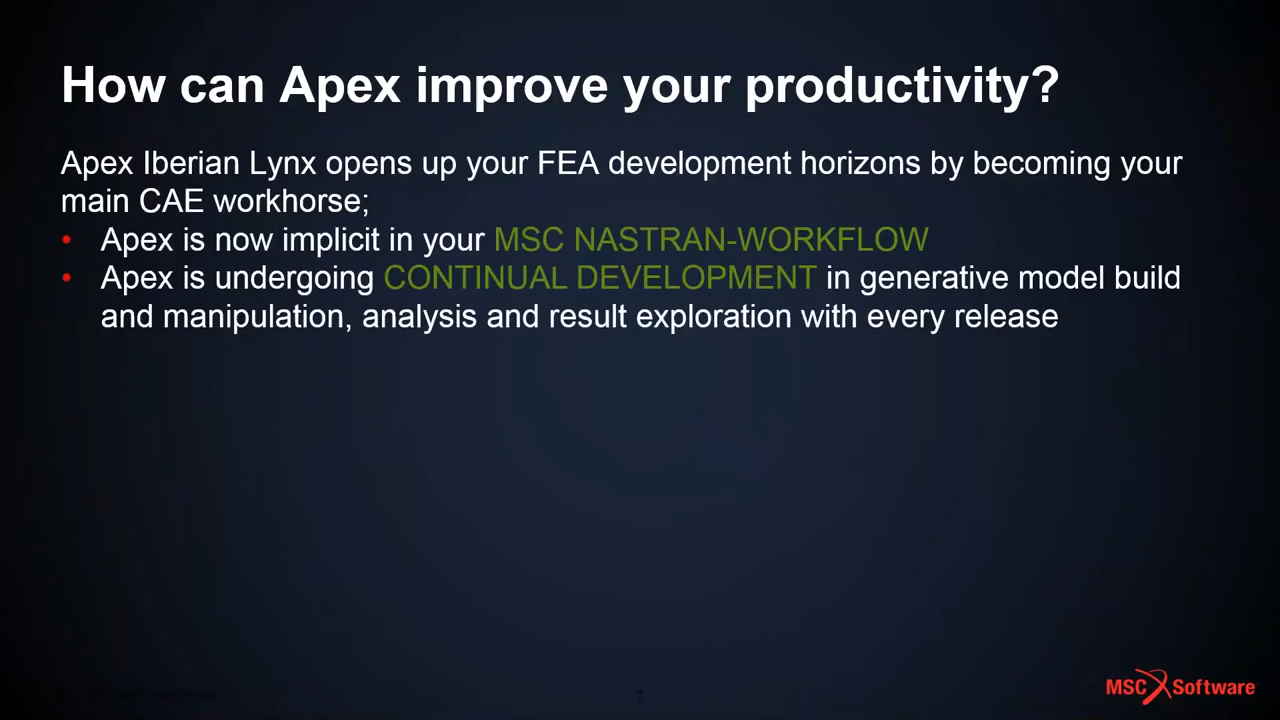 How can Apex improve your productivity?
Apex Iberian Lynx opens up your FEA development horizons by becoming your
main CAE workhorse;
• Apex is now implicit in your MSC NASTRAN-WORKFLOW
• Apex is undergoing CONTINUAL DEVELOPMENT in generative model build
and manipulation, analysis and result exploration with every release
7
MSC Software